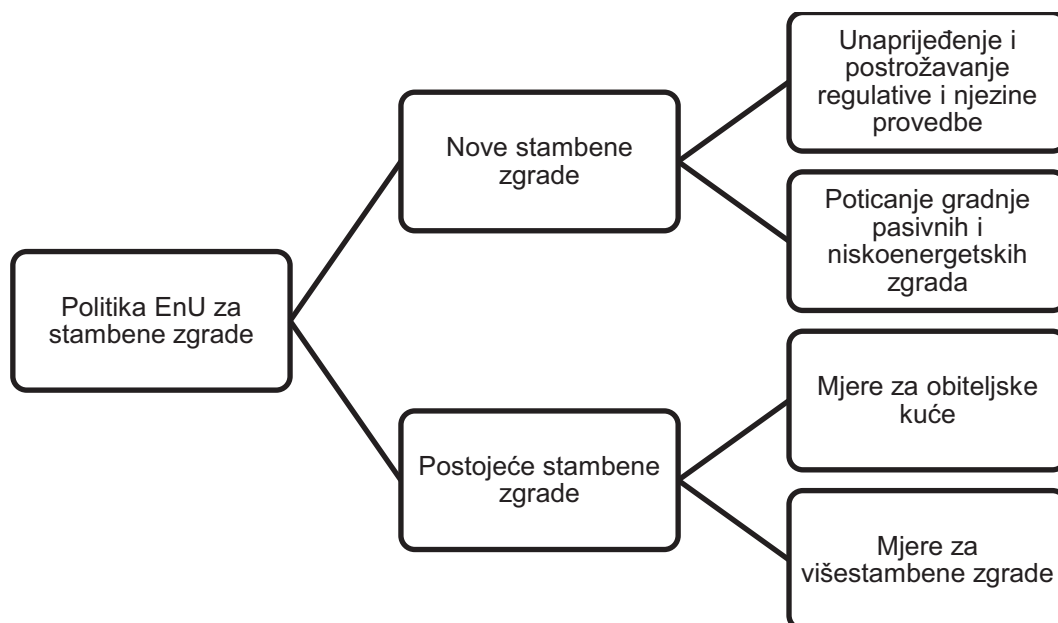 Politika EnU za
stambene zgrade
Nove stambene
zgrade
Unaprijeđenje i
postrožavanje
regulative i njezine
provedbe
Poticanje gradnje
pasivnih i
niskoenergetskih
zgrada
Postojeće stambene
zgrade
Mjere za obiteljske
kuće
Mjere za
višestambene zgrade